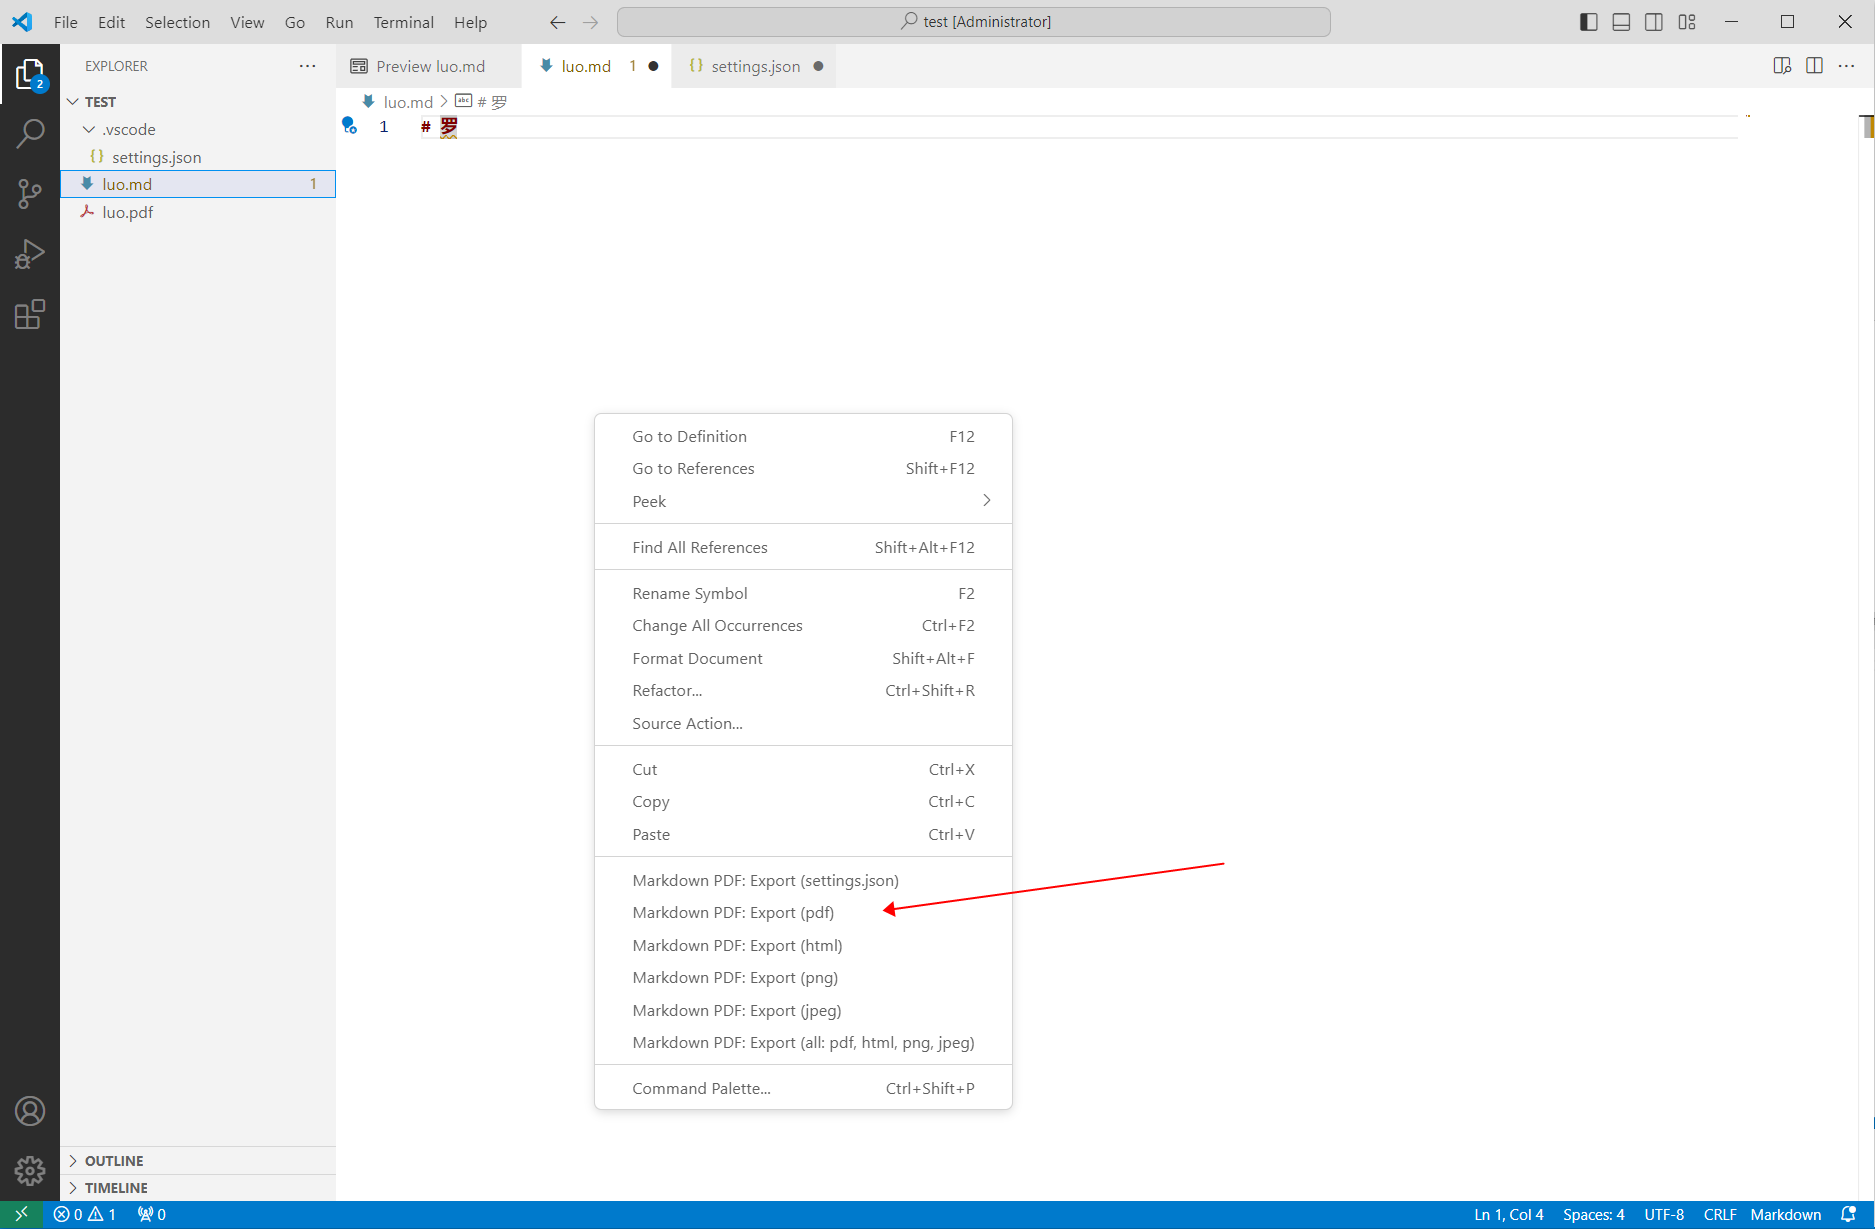 File Edit Selection View Go Run Terminal Help
test [Administrator]
EXPLORER
2
TEST
.vscode
{} settings.json
luo.md 1
luo.pdf
Preview luo.md
luo.md 1
{} settings.json
luo.md > abc # 罗
1 # 罗
Go to Definition F12
Go to References Shift+F12
Peek
Find All References Shift+Alt+F12
Rename Symbol F2
Change All Occurrences Ctrl+F2
Format Document Shift+Alt+F
Refactor... Ctrl+Shift+R
Source Action...
Cut Ctrl+X
Copy Ctrl+C
Paste Ctrl+V
Markdown PDF: Export (settings.json)
Markdown PDF: Export (pdf)
Markdown PDF: Export (html)
Markdown PDF: Export (png)
Markdown PDF: Export (jpeg)
Markdown PDF: Export (all: pdf, html, png, jpeg)
Command Palette... Ctrl+Shift+P
OUTLINE
TIMELINE
0 1 0
Ln 1, Col 4 Spaces: 4 UTF-8 CRLF Markdown